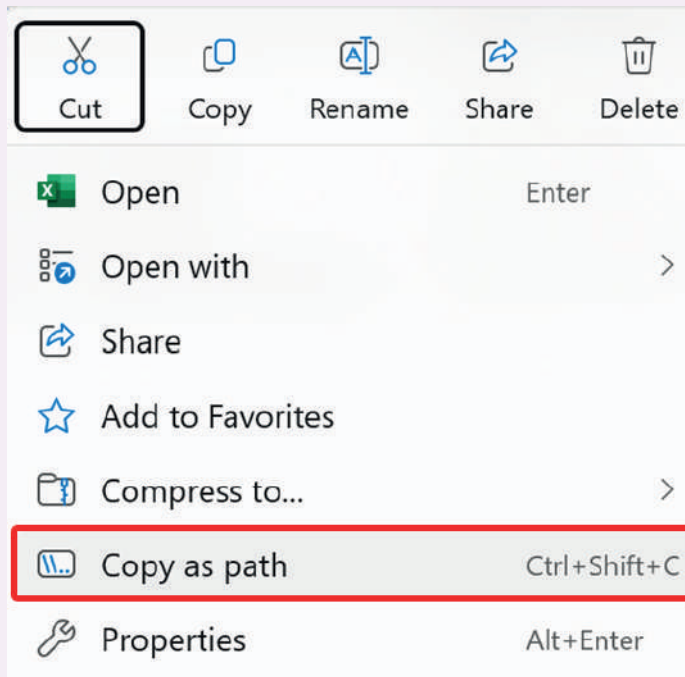 Cut Copy Rename Share Delete
Open Enter
Open with
Share
Add to Favorites
Compress to...
Copy as path Ctrl+Shift+C
Properties Alt+Enter